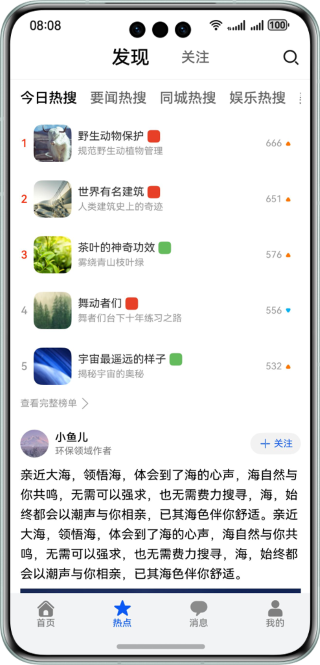 08:08
100
发现 关注
今日热搜 要闻热搜 同城热搜 娱乐热搜
1 野生动物保护 666
规范野生动植物管理
2 世界有名建筑 651
人类建筑史上的奇迹
3 茶叶的神奇功效 576
雾绕青山枝叶绿
4 舞动者们 556
舞者们台下十年练习之路
5 宇宙最遥远的样子 532
揭秘宇宙的奥秘
查看完整榜单
小鱼儿
环保领域作者
关注
亲近大海，领悟海，体会到了海的心声，海自然与
你共鸣，无需可以强求，也无需费力搜寻，海，始
终都会以潮声与你相亲，已其海色伴你舒适。亲近
大海，领悟海，体会到了海的心声，海自然与你共
鸣，无需可以强求，也无需费力搜寻，海，始终都
会以潮声与你相亲，已其海色伴你舒适。
首页 热点 消息 我的